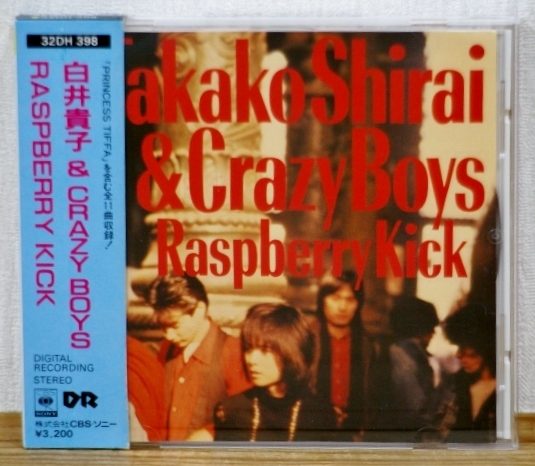 32DH 398
白井貴子 & CRAZY BOYS
RASPBERRY KICK
「PRINCESS TIFFA」を含む全11曲収録!
DIGITAL
RECORDING
STEREO
SONY
株式会社CBS・ソニー
¥3,200
akako Shirai
& Crazy Boys
Raspberry Kick